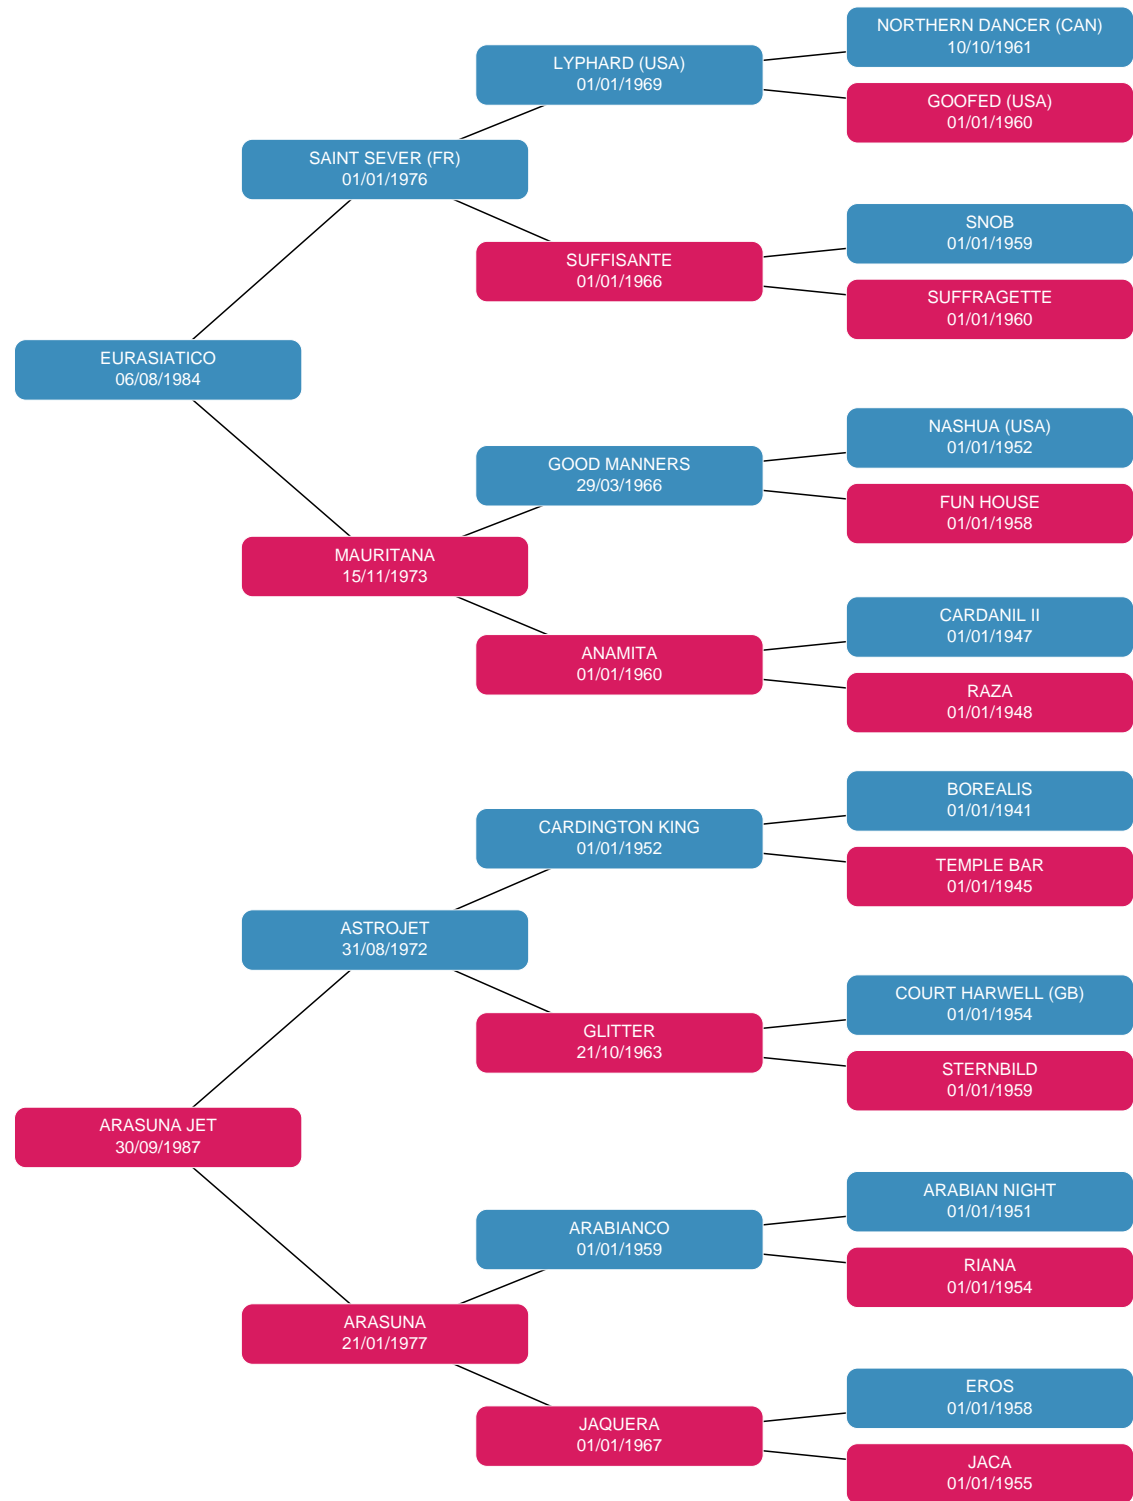 NORTHERN DANCER (CAN)
10/10/1961
LYPHARD (USA)
01/01/1969
GOOFED (USA)
01/01/1960
SAINT SEVER (FR)
01/01/1976
SNOB
01/01/1959
SUFFISANTE
01/01/1966
SUFFRAGETTE
01/01/1960
EURASIATICO
06/08/1984
NASHUA (USA)
01/01/1952
GOOD MANNERS
29/03/1966
FUN HOUSE
01/01/1958
MAURITANA
15/11/1973
CARDANIL II
01/01/1947
ANAMITA
01/01/1960
RAZA
01/01/1948
BOREALIS
01/01/1941
CARDINGTON KING
01/01/1952
TEMPLE BAR
01/01/1945
ASTROJET
31/08/1972
COURT HARWELL (GB)
01/01/1954
GLITTER
21/10/1963
STERNBILD
01/01/1959
ARASUNA JET
30/09/1987
ARABIAN NIGHT
01/01/1951
ARABIANCO
01/01/1959
RIANA
01/01/1954
ARASUNA
21/01/1977
EROS
01/01/1958
JAQUERA
01/01/1967
JACA
01/01/1955